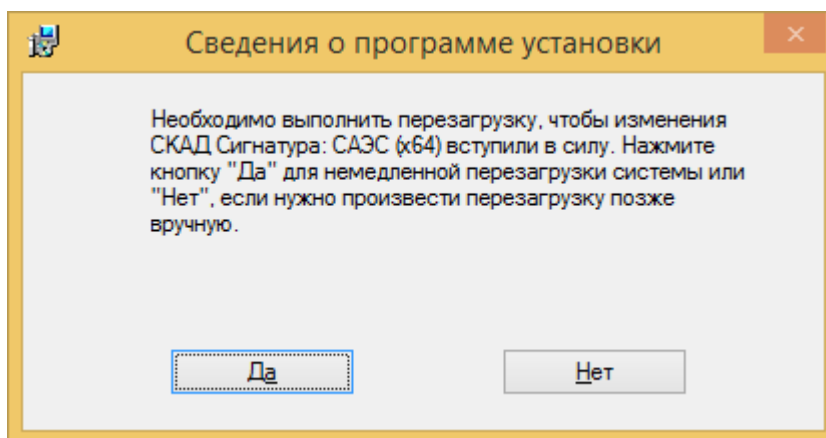 Сведения о программе установки
Необходимо выполнить перезагрузку, чтобы изменения
СКАД Сигнатура: САЭС (x64) вступили в силу. Нажмите
кнопку "Да" для немедленной перезагрузки системы или
"Нет", если нужно произвести перезагрузку позже
вручную.
Да
Нет